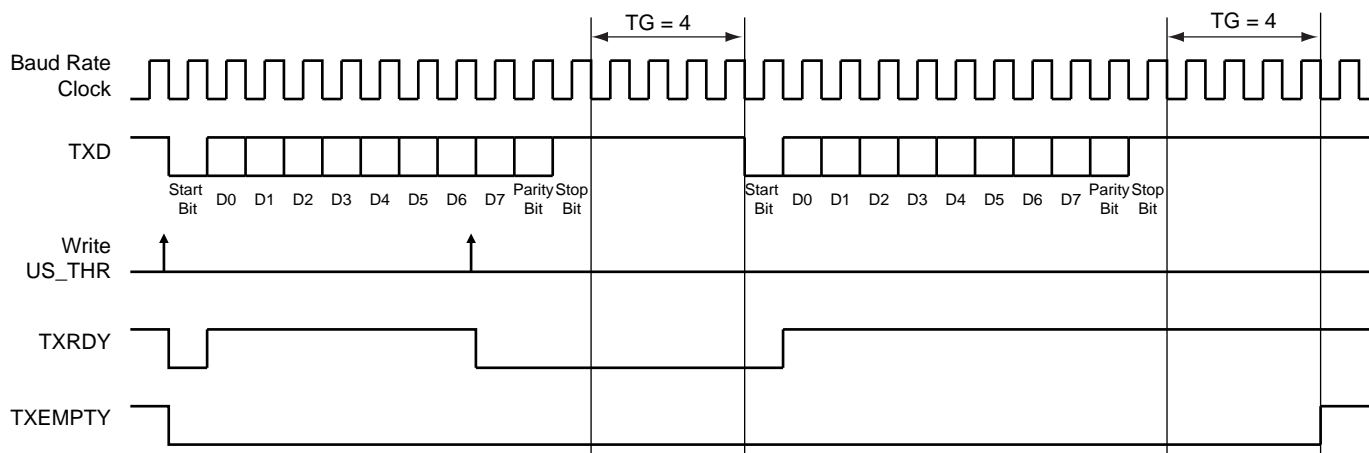 TG = 4
TG = 4
Baud Rate
Clock
TXD
Start
Bit
D0
D1
D2
D3
D4
D5
D6
D7
Parity
Bit
Stop
Bit
Start
Bit
D0
D1
D2
D3
D4
D5
D6
D7
Parity
Bit
Stop
Bit
Write
US_THR
TXRDY
TXEMPTY